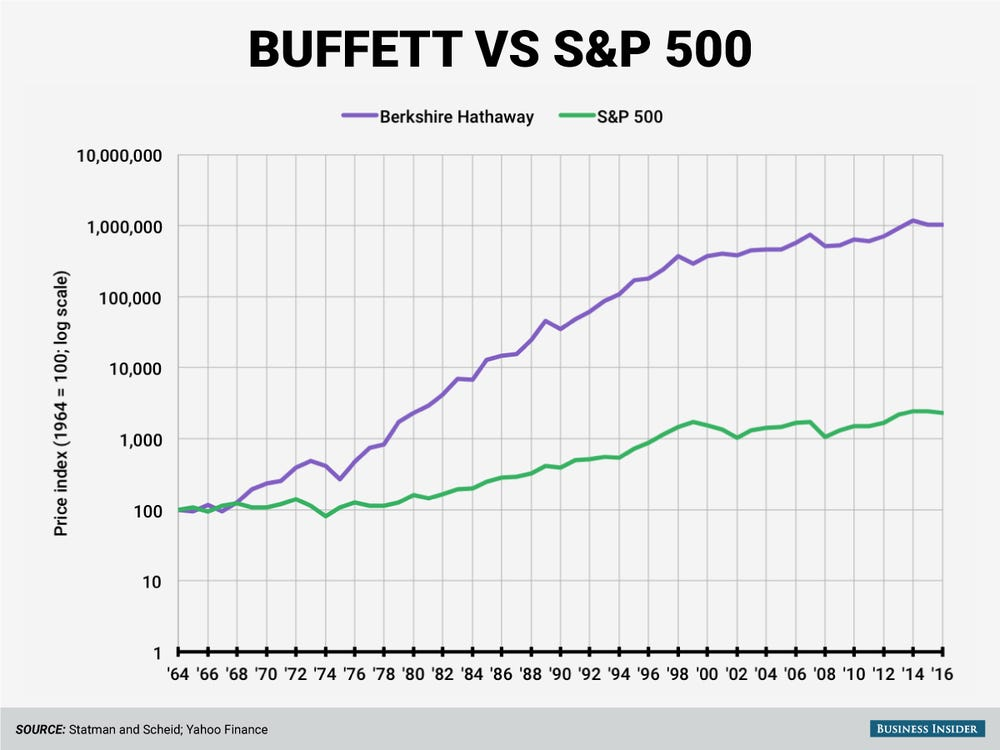 BUFFETT VS S&P 500
Berkshire Hathaway S&P 500
10,000,000
1,000,000
100,000
10,000
1,000
100
10
1
Price index (1964 = 100; log scale)
'64 '66 '68 '70 '72 '74 '76 '78 '80 '82 '84 '86 '88 '90 '92 '94 '96 '98 '00 '02 '04 '06 '08 '10 '12 '14 '16
SOURCE: Statman and Scheid; Yahoo Finance
BUSINESS INSIDER